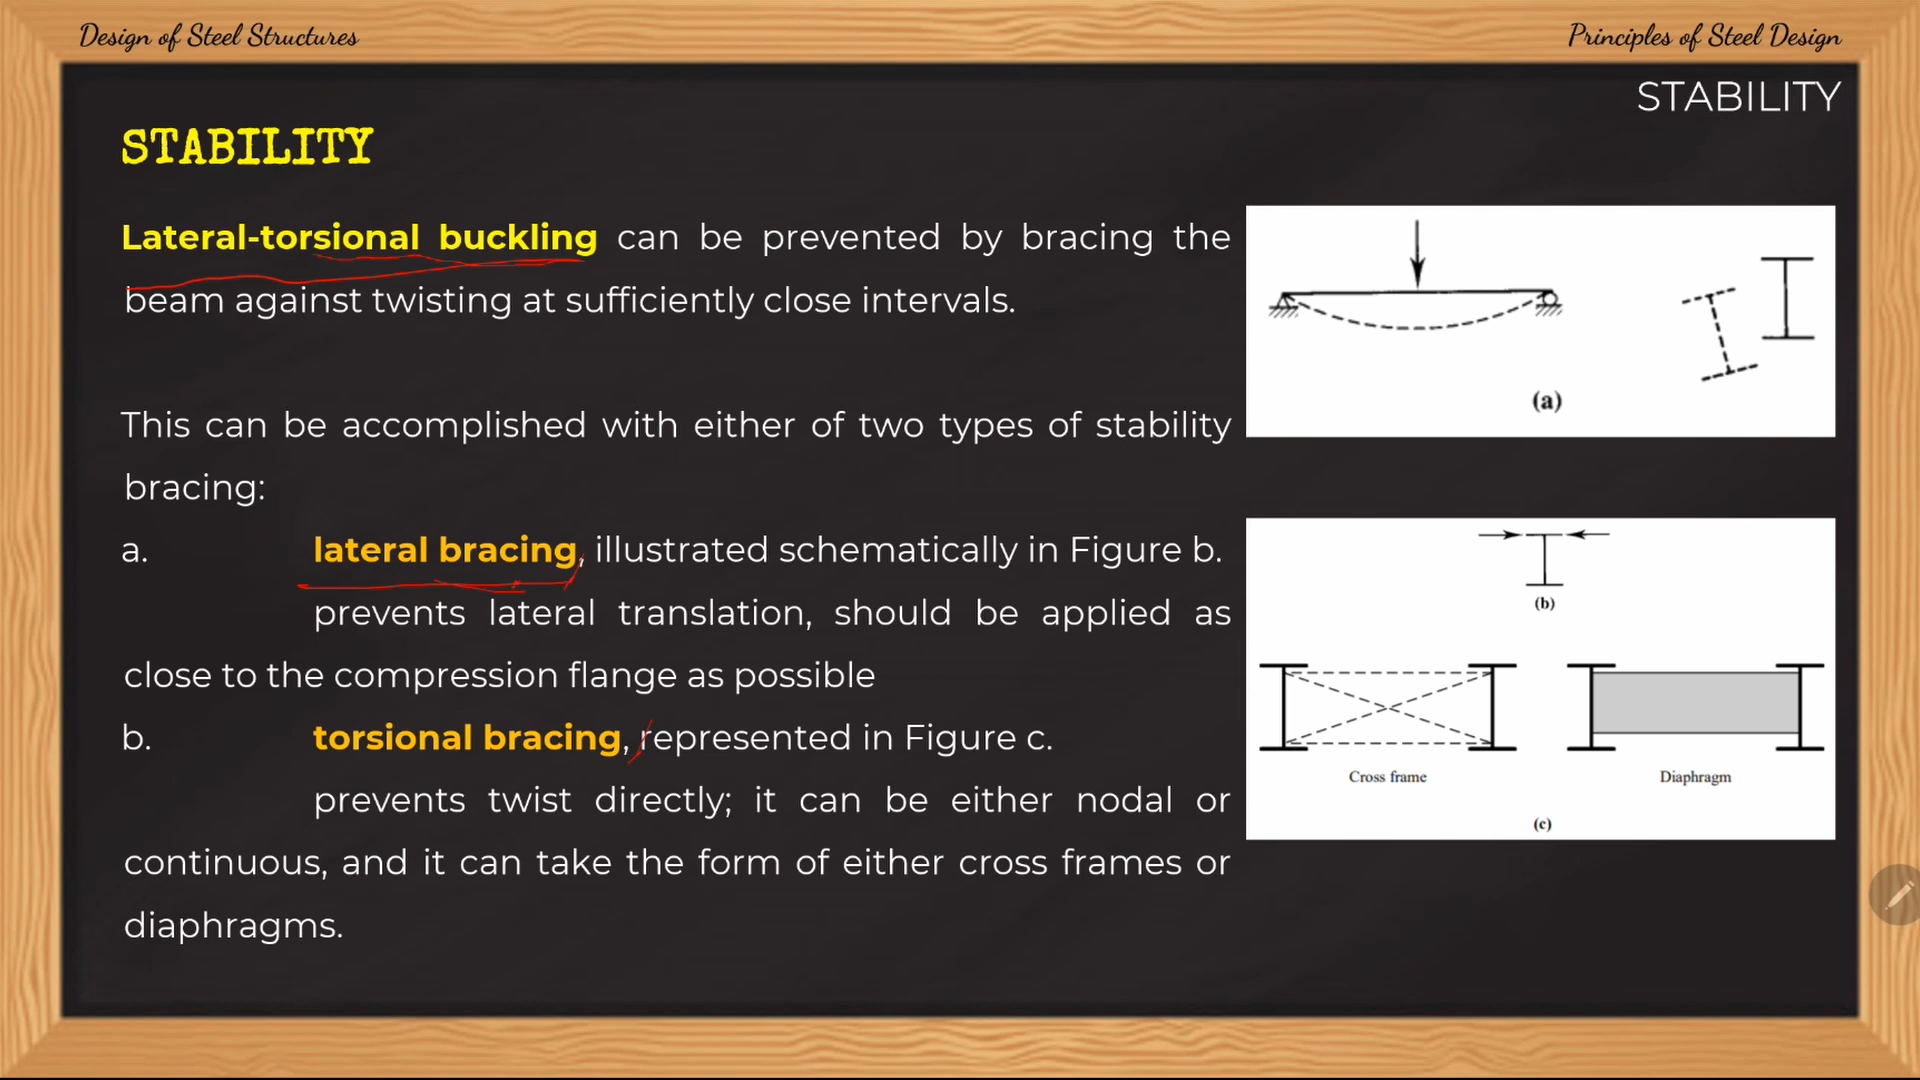 Design of Steel Structures
Principles of Steel Design
STABILITY
STABILITY
Lateral-torsional buckling can be prevented by bracing the
beam against twisting at sufficiently close intervals.
This can be accomplished with either of two types of stability
bracing:
a. lateral bracing, illustrated schematically in Figure b.
prevents lateral translation, should be applied as
close to the compression flange as possible
b. torsional bracing, represented in Figure c.
prevents twist directly; it can be either nodal or
continuous, and it can take the form of either cross frames or
diaphragms.
(a)
(b)
Cross frame
Diaphragm
(c)